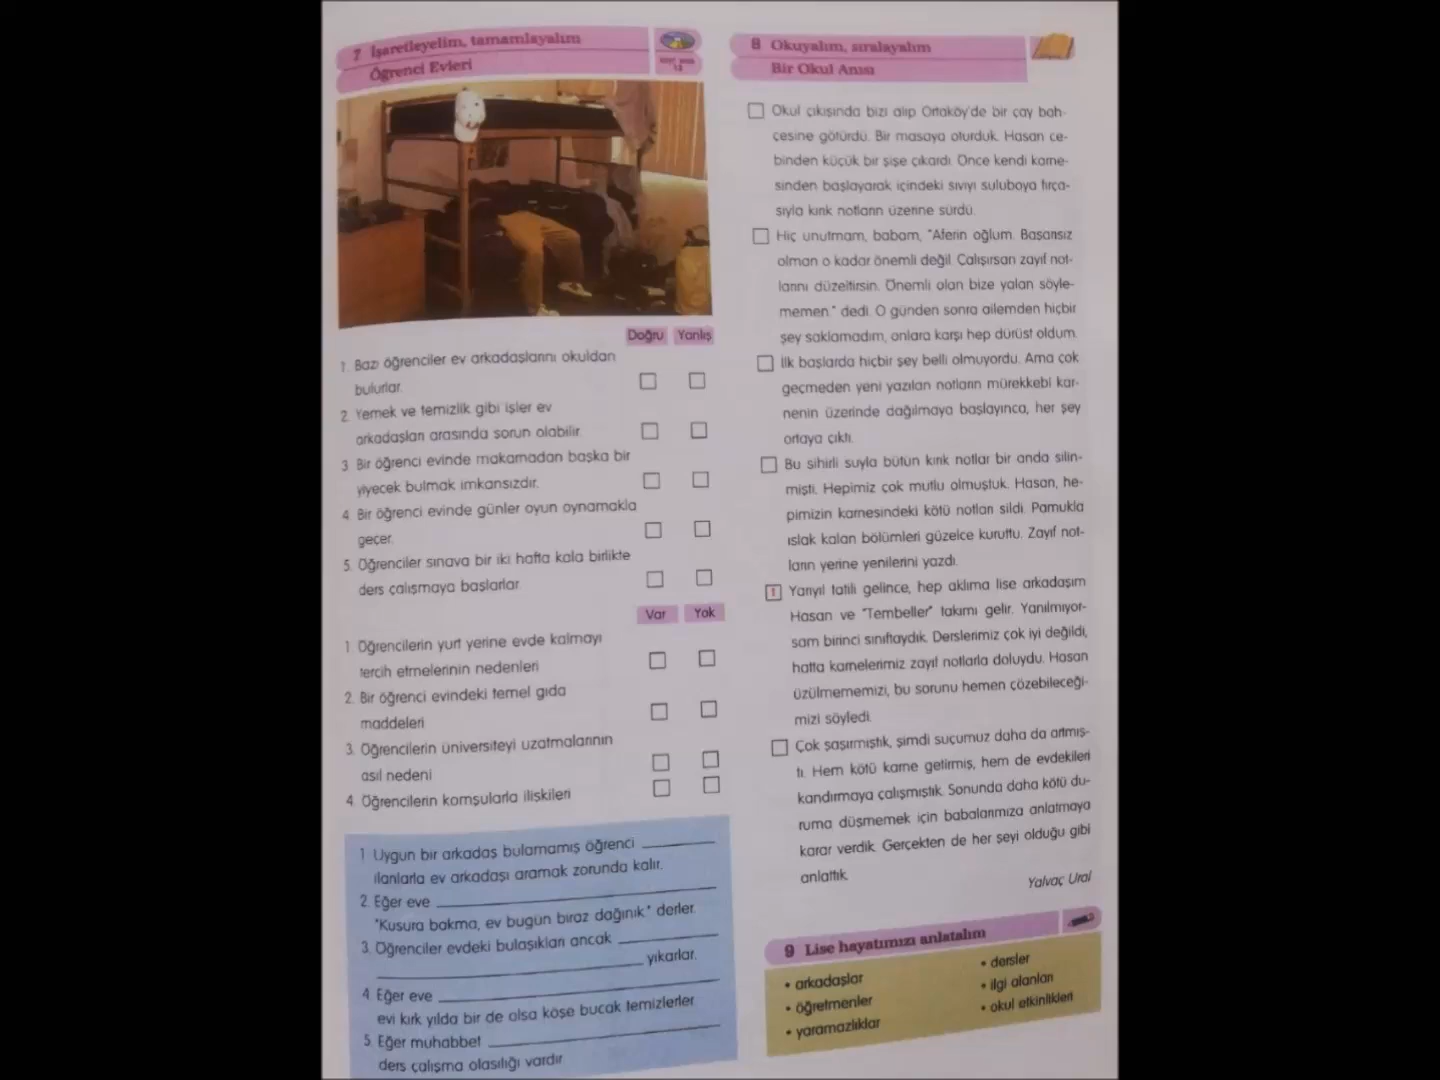 7 İşaretleyelim, tamamlayalım
Öğrenci Evleri
Doğru Yanlış
1. Bazı öğrenciler ev arkadaşlarını okuldan
bulurlar.
2. Yemek ve temizlik gibi işler ev
arkadaşları arasında sorun olabilir.
3 Bir öğrenci evinde makarnadan başka bir
yiyecek bulmak imkansızdır.
4. Bir öğrenci evinde günler oyun oynamakla
geçer.
5. Öğrenciler sınava bir iki hafta kala birlikte
ders çalışmaya başlarlar.
Var Yok
1. Öğrencilerin yurt yerine evde kalmayı
tercih etmelerinin nedenleri
2. Bir öğrenci evindeki temel gıda
maddeleri
3. Öğrencilerin üniversiteyi uzatmalarının
asıl nedeni
4. Öğrencilerin komşularla ilişkileri
1 Uygun bir arkadaş bulamamış öğrenci
ilanlarla ev arkadaşı aramak zorunda kalır.
2. Eğer eve
"Kusura bakma, ev bugün biraz dağınık." derler.
3. Öğrenciler evdeki bulaşıkları ancak
yıkarlar.
4. Eğer eve
evi kırk yılda bir de olsa köşe bucak temizlerler.
5. Eğer muhabbet
ders çalışma olasılığı vardır
8 Okuyalım, sıralayalım
Bir Okul Anısı
Okul çıkışında bizi alıp Ortaköy'de bir çay bah-
çesine götürdü. Bir masaya oturduk. Hasan ce-
binden küçük bir şişe çıkardı. Önce kendi karne-
sinden başlayarak içindeki sıvıyı suluboya fırça-
sıyla kırık notların üzerine sürdü.
Hiç unutmam, babam, "Aferin oğlum. Başarısız
olman o kadar önemli değil. Çalışırsan zayıf not-
larını düzeltirsin. Önemli olan bize yalan söyle-
memen." dedi. O günden sonra ailemden hiçbir
şey saklamadım, onlara karşı hep dürüst oldum.
İlk başlarda hiçbir şey belli olmuyordu. Ama çok
geçmeden yeni yazılan notların mürekkebi kar-
nenin üzerinde dağılmaya başlayınca, her şey
ortaya çıktı.
Bu sihirli suyla bütün kırık notlar bir anda silin-
mişti. Hepimiz çok mutlu olmuştuk. Hasan, he-
pimizin karnesindeki kötü notları sildi. Pamukla
ıslak kalan bölümleri güzelce kuruttu. Zayıf not-
ların yerine yenilerini yazdı.
1 Yarıyıl tatili gelince, hep aklıma lise arkadaşım
Hasan ve "Tembeller" takımı gelir. Yanılmıyor-
sam birinci sınıftaydık. Derslerimiz çok iyi değildi,
hatta karnelerimiz zayıf notlarla doluydu. Hasan
üzülmememizi, bu sorunu hemen çözebileceği-
mizi söyledi.
Çok şaşırmıştık, şimdi suçumuz daha da artmış-
tı. Hem kötü karne getirmiş, hem de evdekileri
kandırmaya çalışmıştık. Sonunda daha kötü du-
ruma düşmemek için babalarımıza anlatmaya
karar verdik. Gerçekten de her şeyi olduğu gibi
anlattık.
Yalvaç Ural
9 Lise hayatımızı anlatalım
• arkadaşlar
• öğretmenler
• yaramazlıklar
• dersler
• ilgi alanları
• okul etkinlikleri